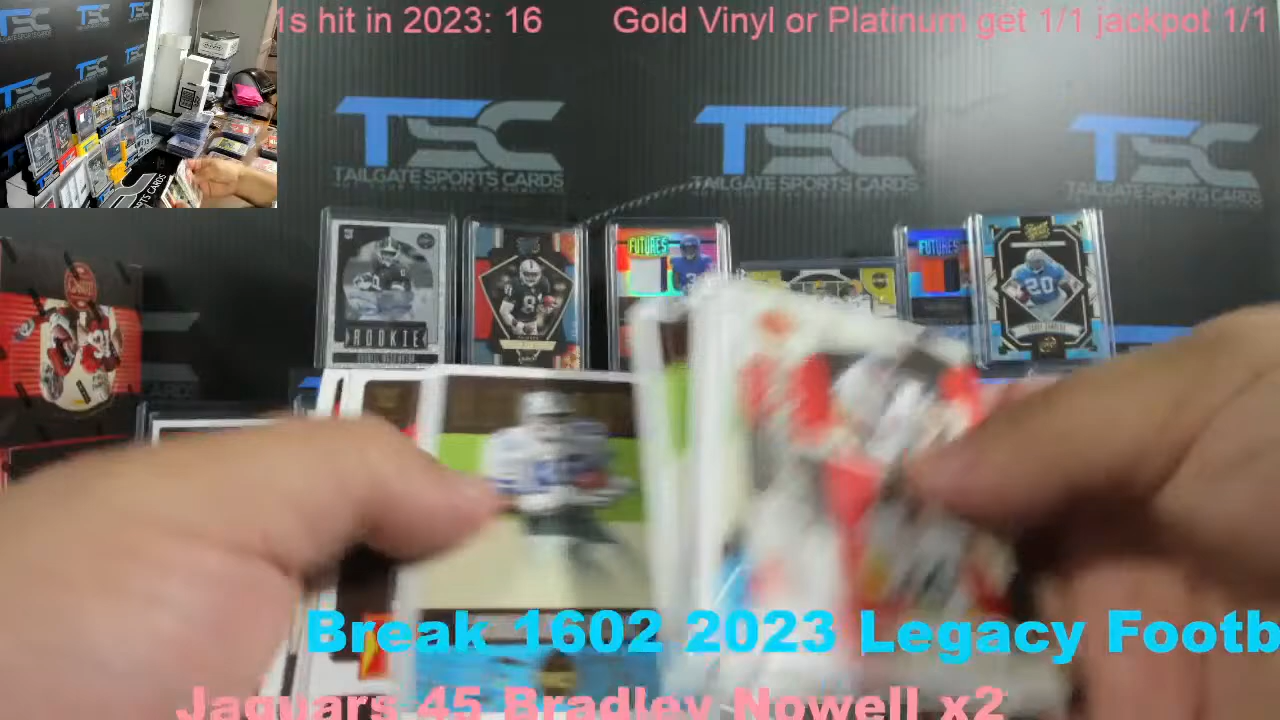 1s hit in 2023: 16
Gold Vinyl or Platinum get 1/1 jackpot 1/1
TSC
TAILGATE SPORTS CARDS
TSC
TAILGATE SPORTS CARDS
TSC
TAILGATE SPORTS CARDS
FUTURES
FUTURES
ROOKIE
20
Break 1602 2023 Legacy Footb
Jaguars 45 Bradley Nowell x2